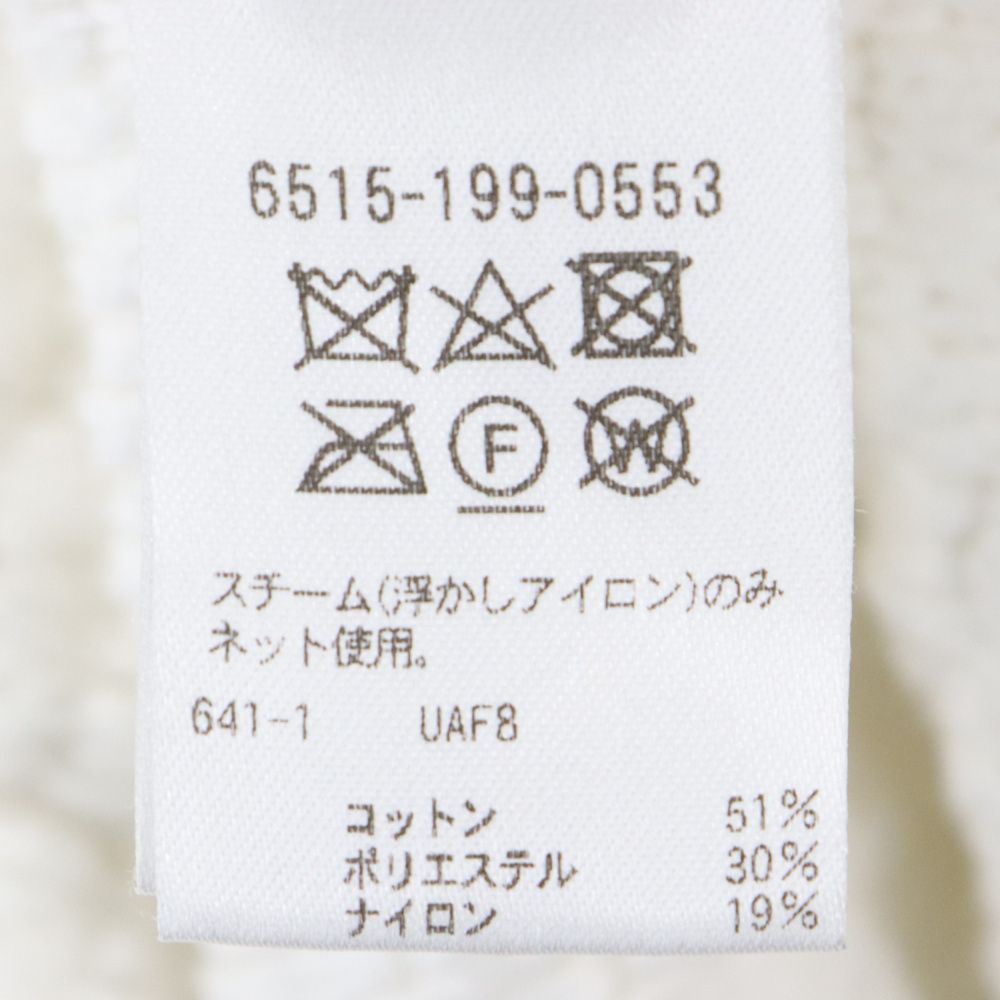 6515-199-0553
F W
スチーム(浮かしアイロン)のみ
ネット使用。
641-1 UAF8
コットン 51%
ポリエステル 30%
ナイロン 19%